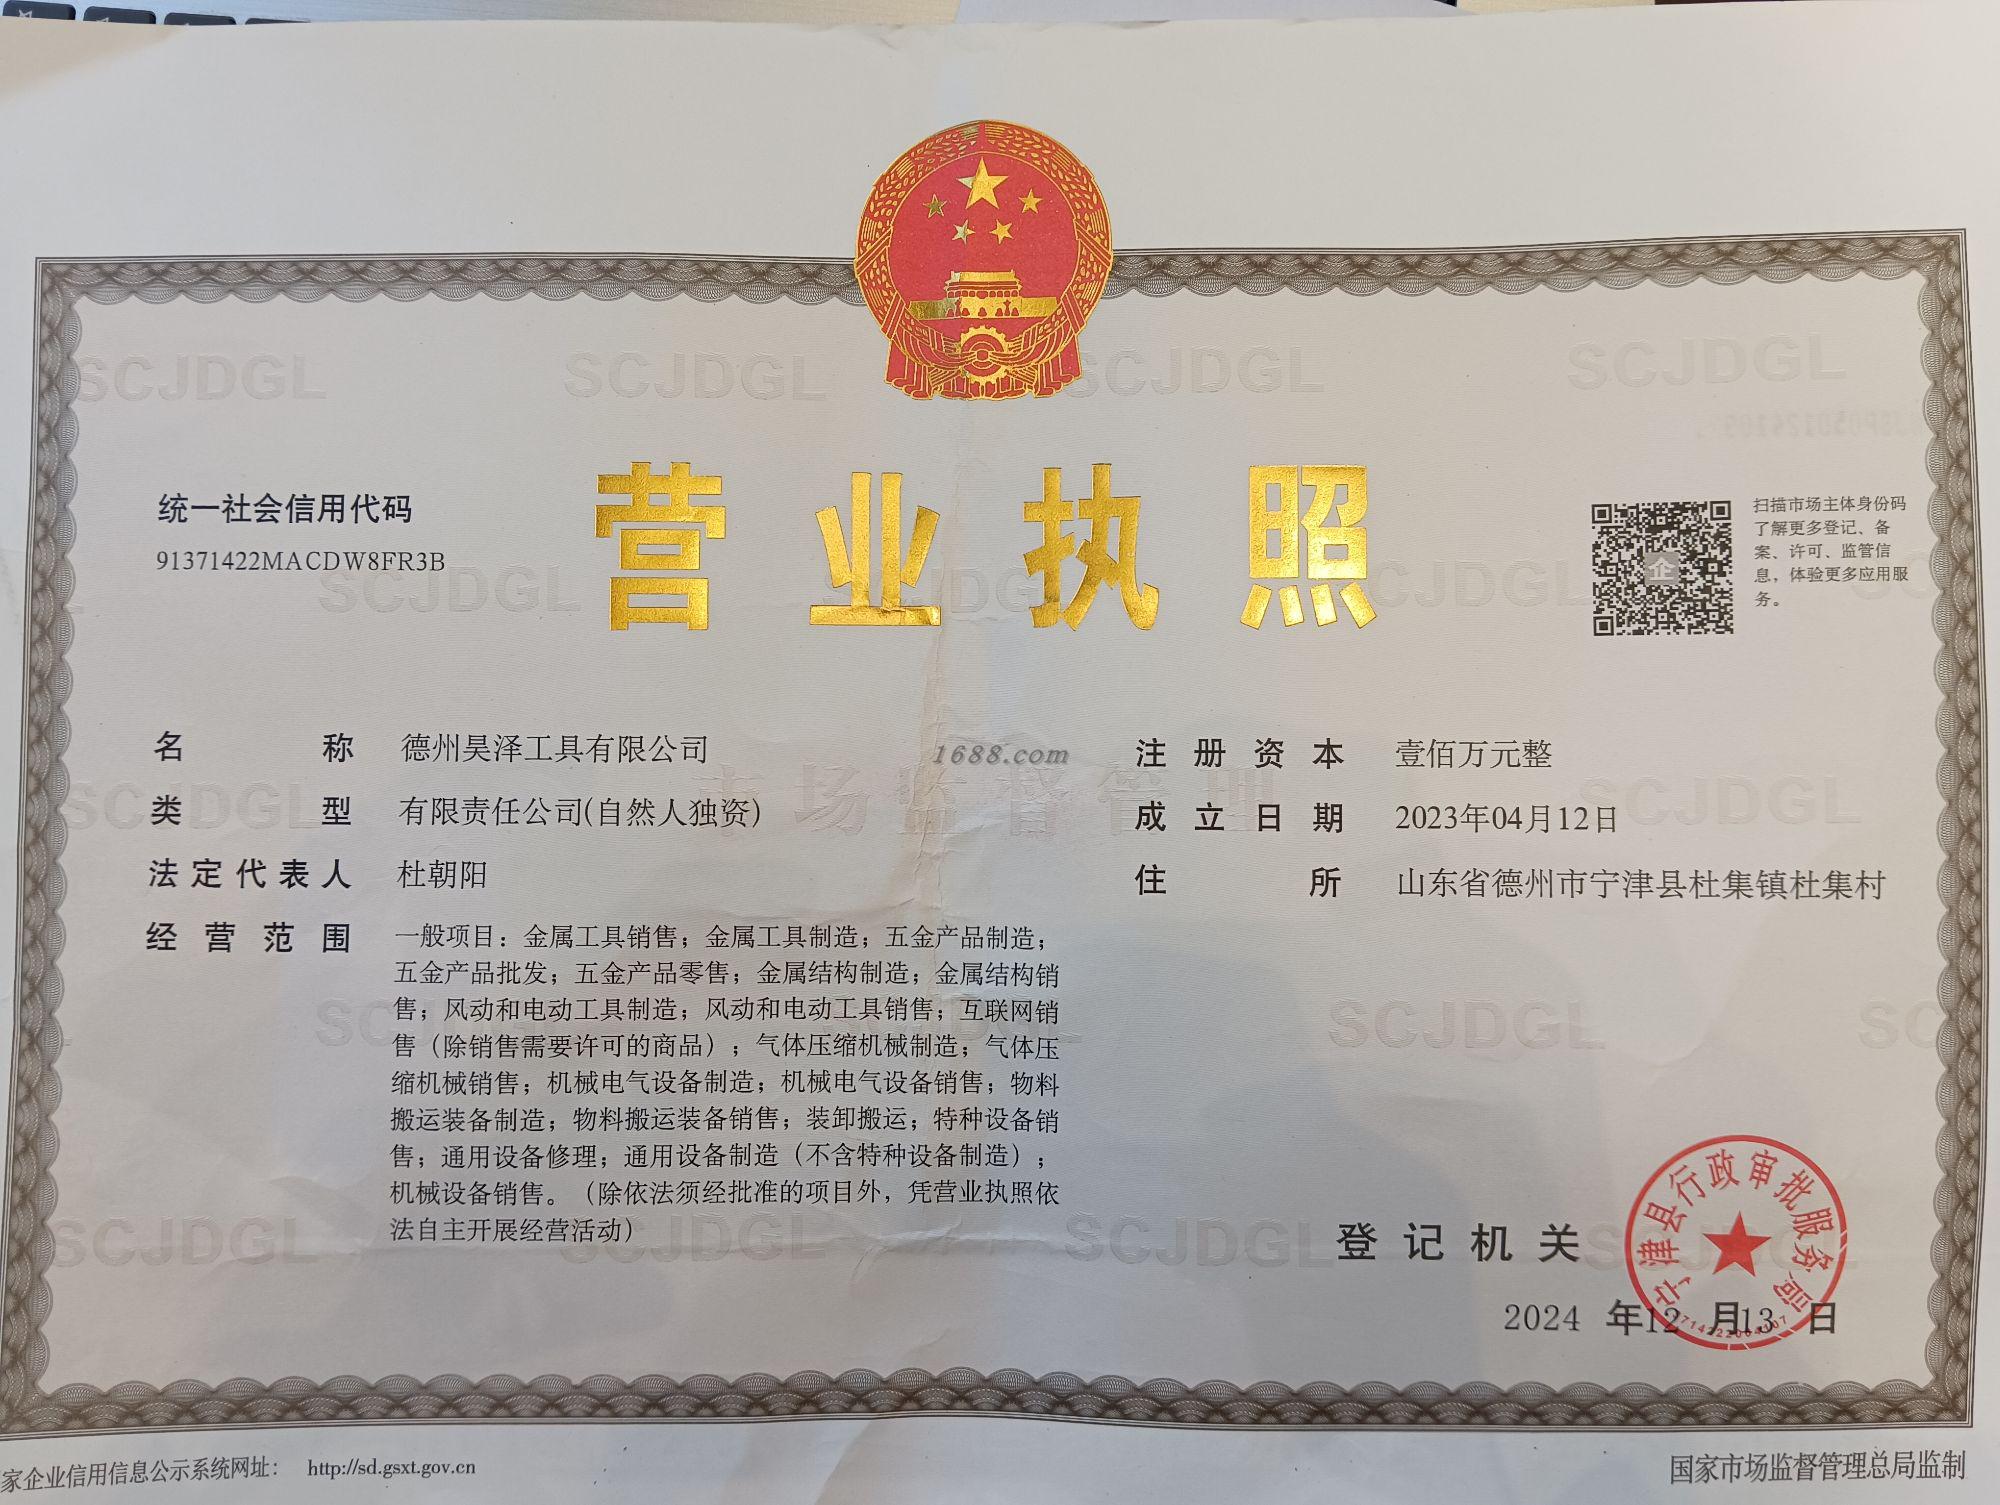 统一社会信用代码
91371422MACDW8FR3B
营业执照
扫描市场主体身份码
了解更多登记、备
案、许可、监管信
息，体验更多应用服
务。
名称 德州昊泽工具有限公司
类型 有限责任公司(自然人独资)
法定代表人 杜朝阳
经营范围 一般项目：金属工具销售；金属工具制造；五金产品制造；
五金产品批发；五金产品零售；金属结构制造；金属结构销
售；风动和电动工具制造；风动和电动工具销售；互联网销
售（除销售需要许可的商品）；气体压缩机械制造；气体压
缩机械销售；机械电气设备制造；机械电气设备销售；物料
搬运装备制造；物料搬运装备销售；装卸搬运；特种设备销
售；通用设备修理；通用设备制造（不含特种设备制造）；
机械设备销售。（除依法须经批准的项目外，凭营业执照依
法自主开展经营活动）
1688.com
市场监督管理
注册资本 壹佰万元整
成立日期 2023年04月12日
住所 山东省德州市宁津县杜集镇杜集村
登记机关
宁津县行政审批服务局
2024 年12 月13 日
家企业信用信息公示系统网址： http://sd.gsxt.gov.cn
国家市场监督管理总局监制
SCJDGL